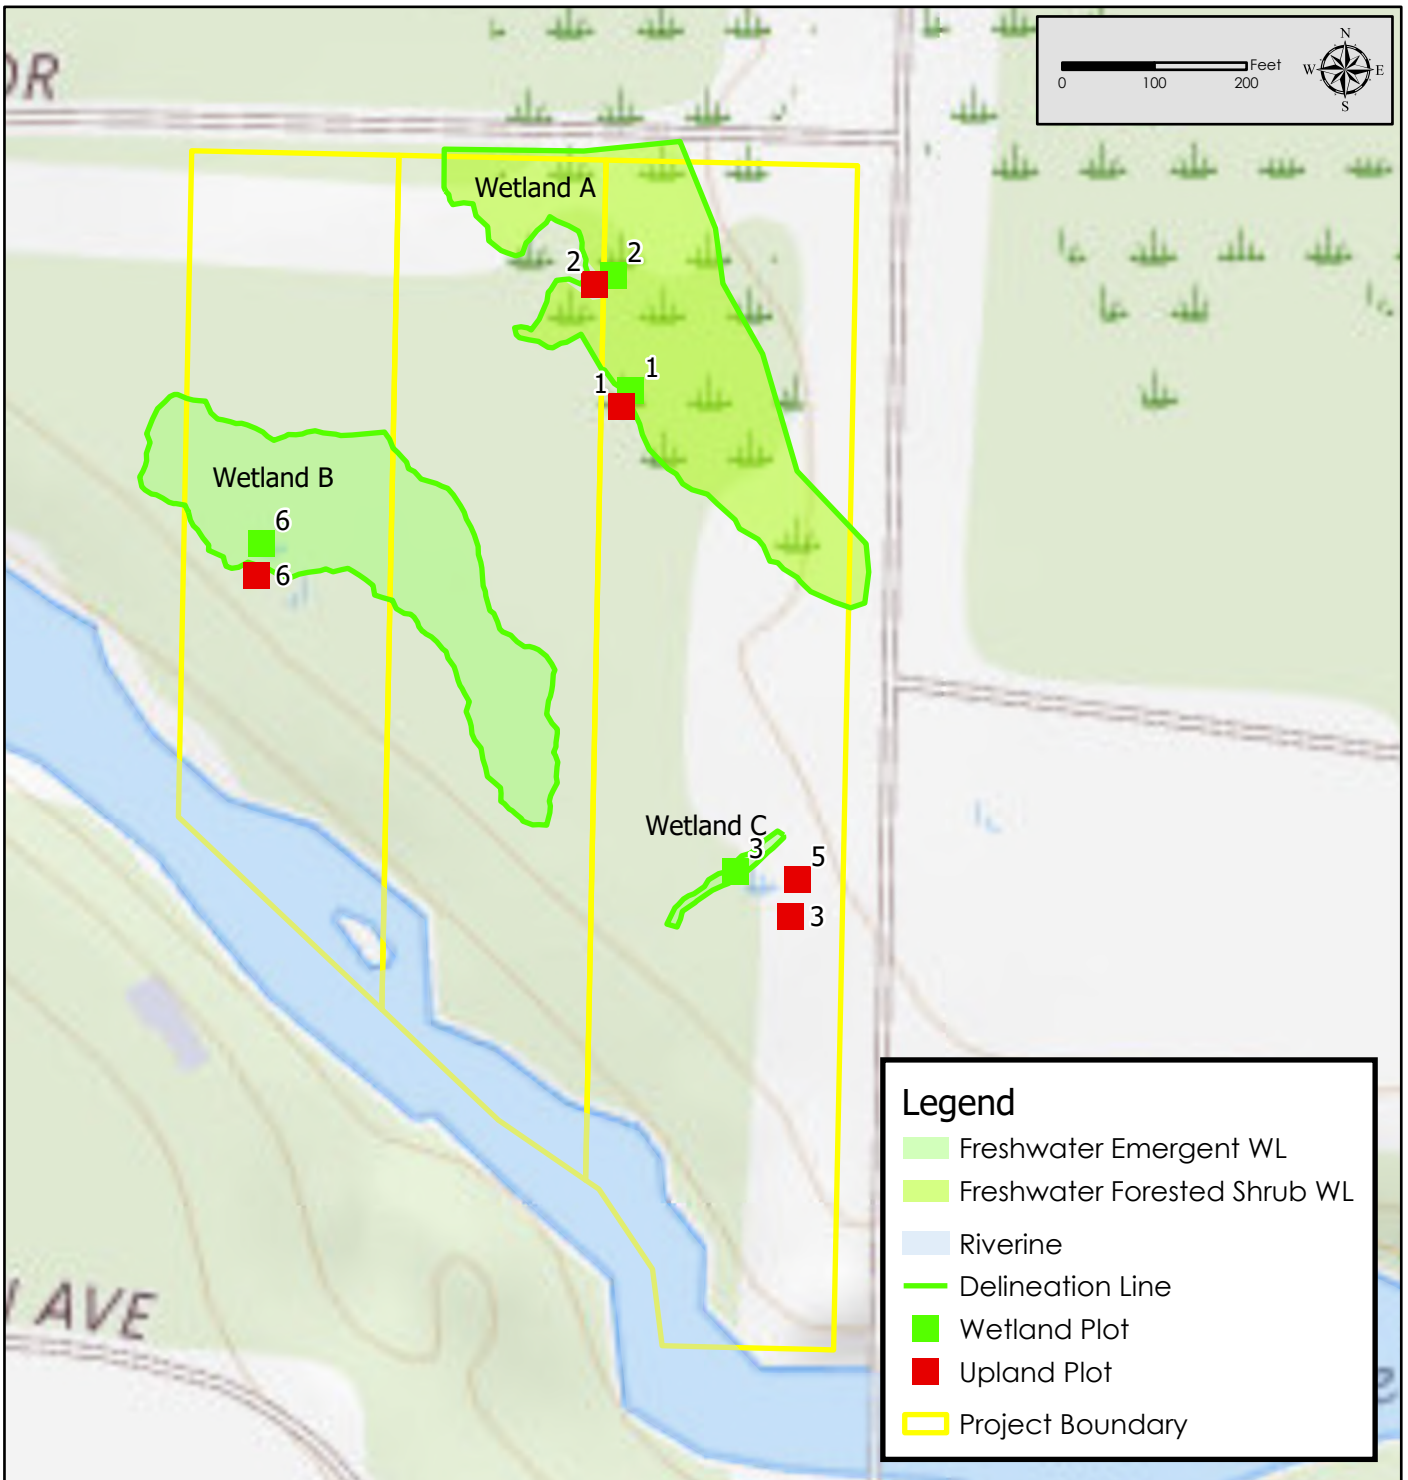 N
W E
S
Feet
0 100 200
Wetland A
2
2
1
1
Wetland B
6
6
Wetland C
3
5
3
AVE
Legend
Freshwater Emergent WL
Freshwater Forested Shrub WL
Riverine
Delineation Line
Wetland Plot
Upland Plot
Project Boundary